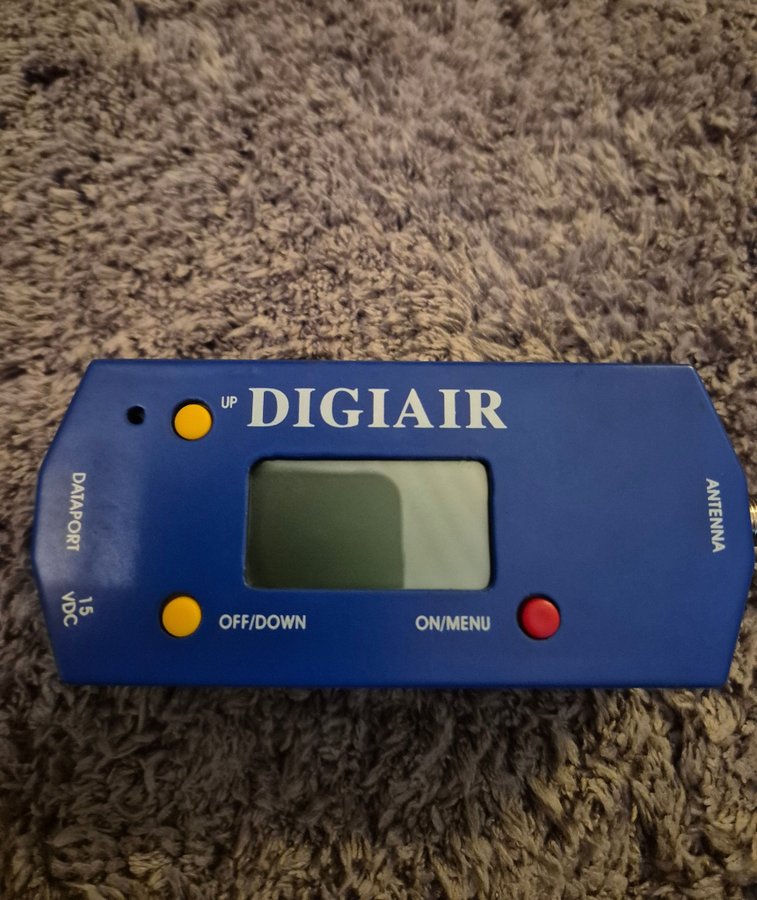 UP DIGIAIR
DATAPORT
ANTENNA
15
VDC
OFF/DOWN
ON/MENU